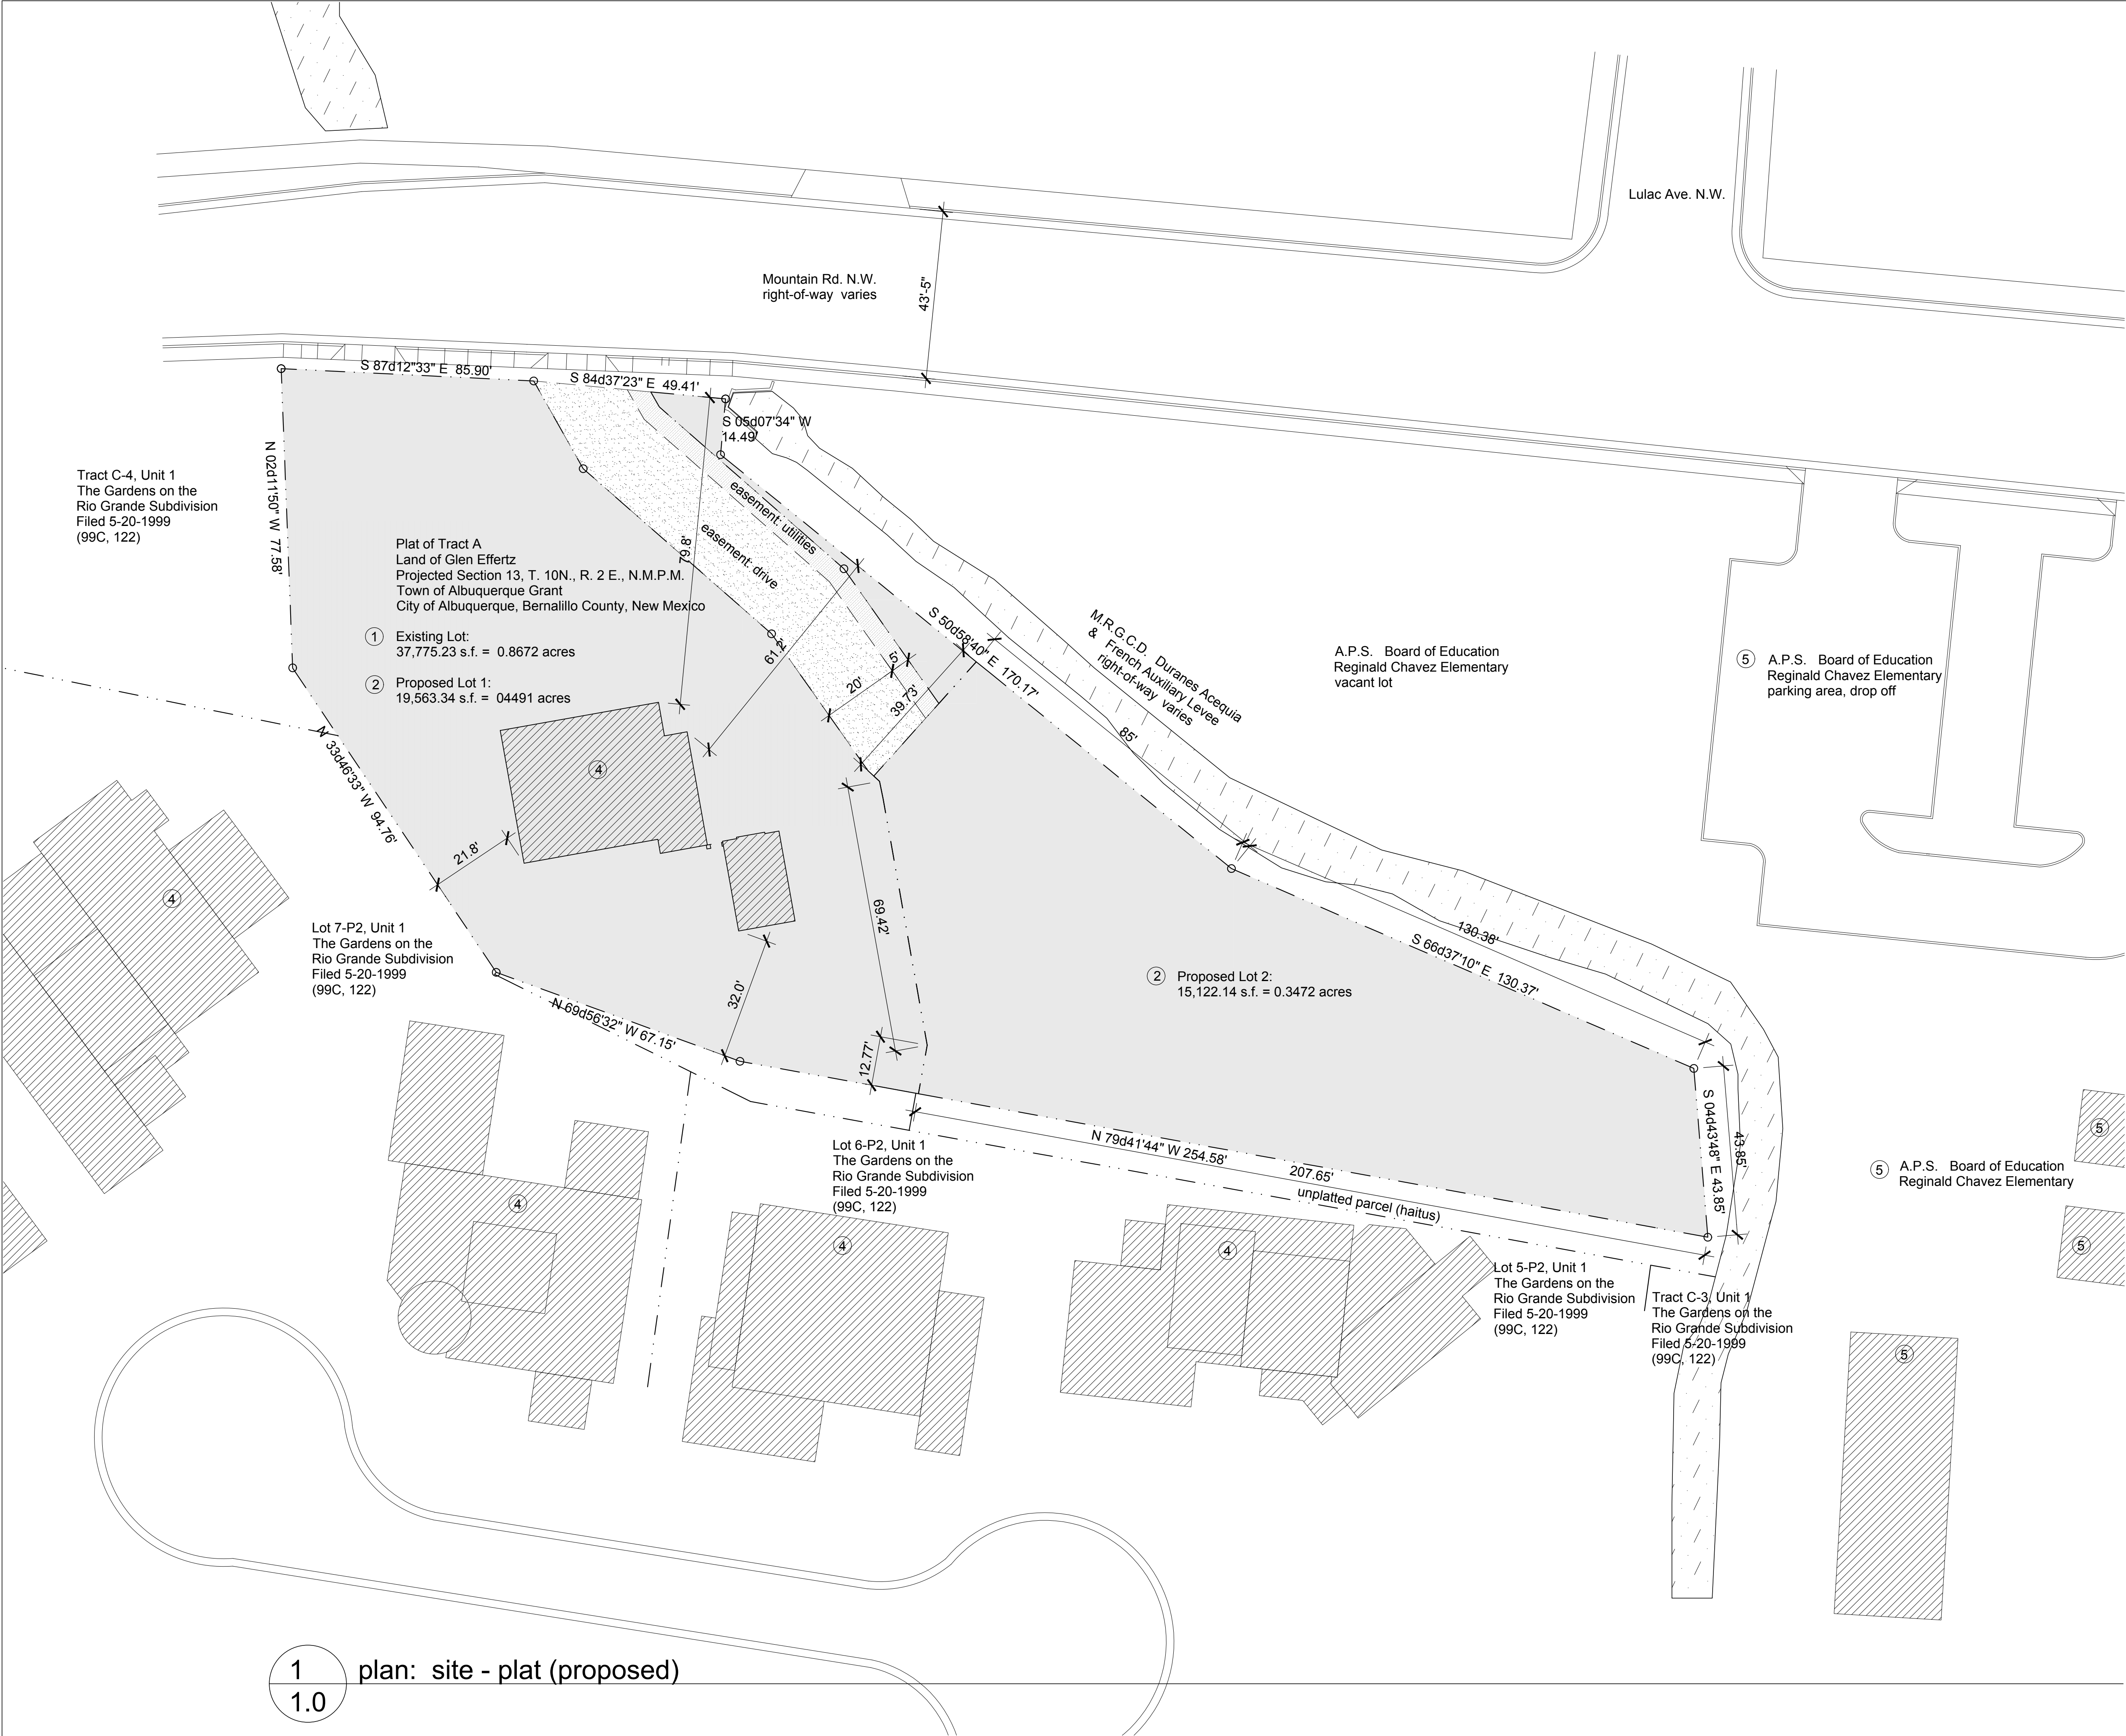 Lulac Ave. N.W.
Mountain Rd. N.W.
right-of-way varies
43'-5"
S 87d12"33" E 85.90'
S 84d37'23" E 49.41'
S 05d07'34" W
14.49'
N 02d11'50" W 77.58'
Tract C-4, Unit 1
The Gardens on the
Rio Grande Subdivision
Filed 5-20-1999
(99C, 122)
easement: utilities
easement: drive
79.8'
Plat of Tract A
Land of Glen Effertz
Projected Section 13, T. 10N., R. 2 E., N.M.P.M.
Town of Albuquerque Grant
City of Albuquerque, Bernalillo County, New Mexico
1 Existing Lot:
37,775.23 s.f. = 0.8672 acres
2 Proposed Lot 1:
19,563.34 s.f. = 04491 acres
61.2'
5'
20'
39.73'
S 50d58'40" E 170.17'
85'
M.R.G.C.D. Duranes Acequia
& French Auxiliary Levee
right-of-way varies
A.P.S. Board of Education
Reginald Chavez Elementary
vacant lot
5 A.P.S. Board of Education
Reginald Chavez Elementary
parking area, drop off
N 33d46'33" W 94.76'
4
21.8'
4
69.42'
Lot 7-P2, Unit 1
The Gardens on the
Rio Grande Subdivision
Filed 5-20-1999
(99C, 122)
32.0'
N 69d56'32" W 67.15'
12.77'
2 Proposed Lot 2:
15,122.14 s.f. = 0.3472 acres
130.38'
S 66d37'10" E 130.37'
S 04d43'48" E 43.85'
43.85'
N 79d41'44" W 254.58'
207.65'
unplatted parcel (haitus)
Lot 6-P2, Unit 1
The Gardens on the
Rio Grande Subdivision
Filed 5-20-1999
(99C, 122)
5
5 A.P.S. Board of Education
Reginald Chavez Elementary
5
4
4
4
Lot 5-P2, Unit 1
The Gardens on the
Rio Grande Subdivision
Filed 5-20-1999
(99C, 122)
Tract C-3, Unit 1
The Gardens on the
Rio Grande Subdivision
Filed 5-20-1999
(99C, 122)
5
1
1.0
plan: site - plat (proposed)